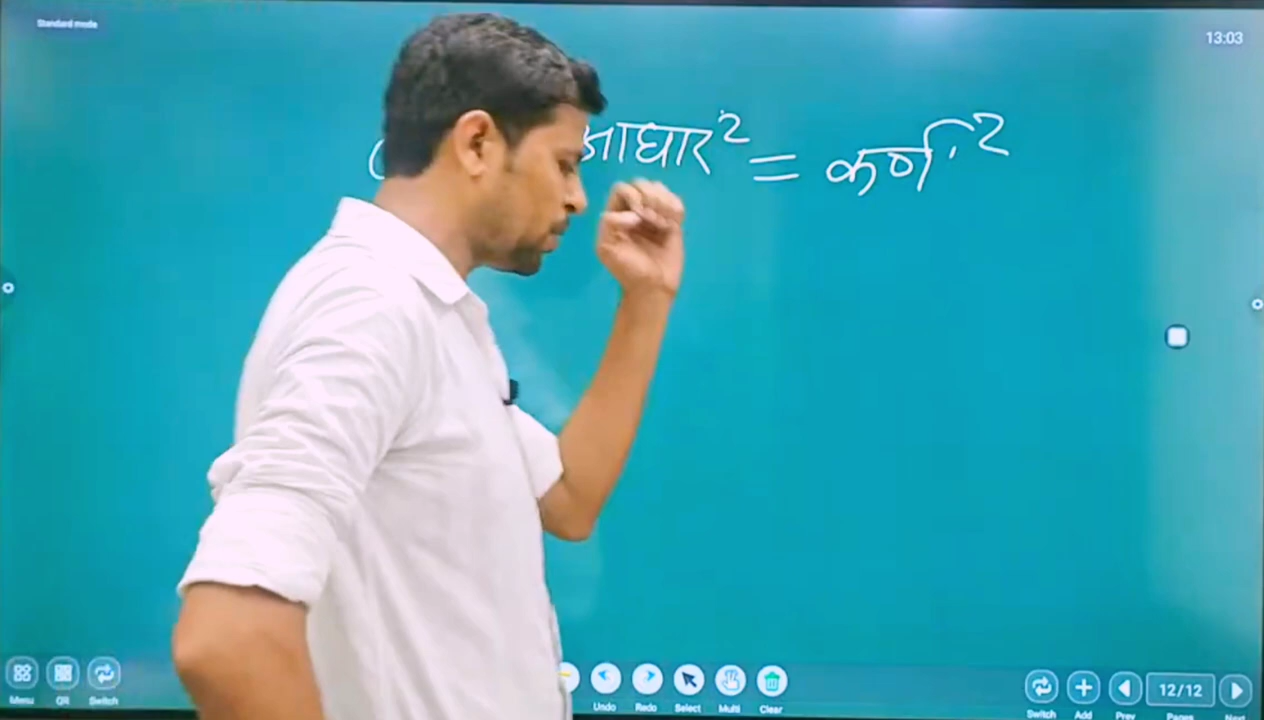 Standard mode
13:03
आधार² = कर्ण²
Menu
QR
Switch
Undo
Redo
Select
Multi
Clear
Switch
Add
Prev
12/12
Next